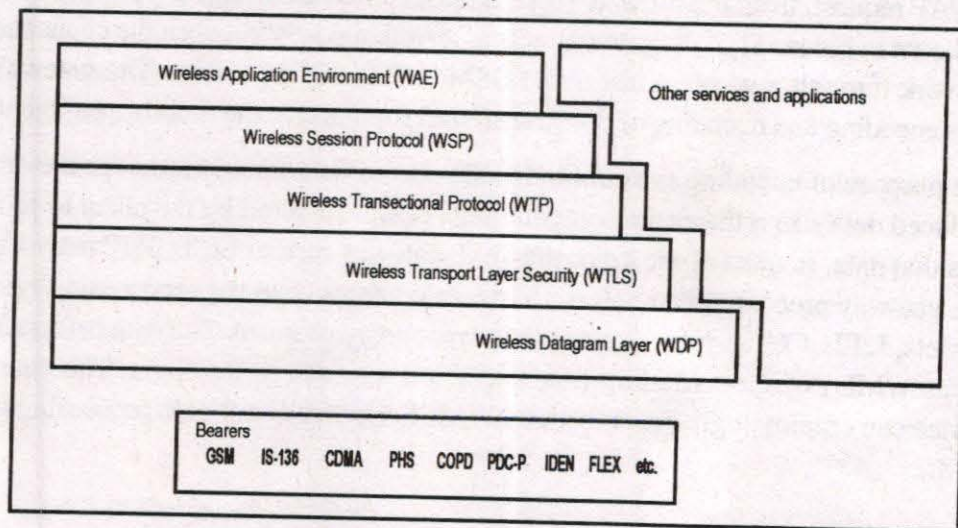 Wireless Application Environment (WAE)
Other services and applications
Wireless Session Protocol (WSP)
Wireless Transectional Protocol (WTP)
Wireless Transport Layer Security (WTLS)
Wireless Datagram Layer (WDP)
Bearers
GSM IS-136 CDMA PHS COPD PDC-P IDEN FLEX etc.